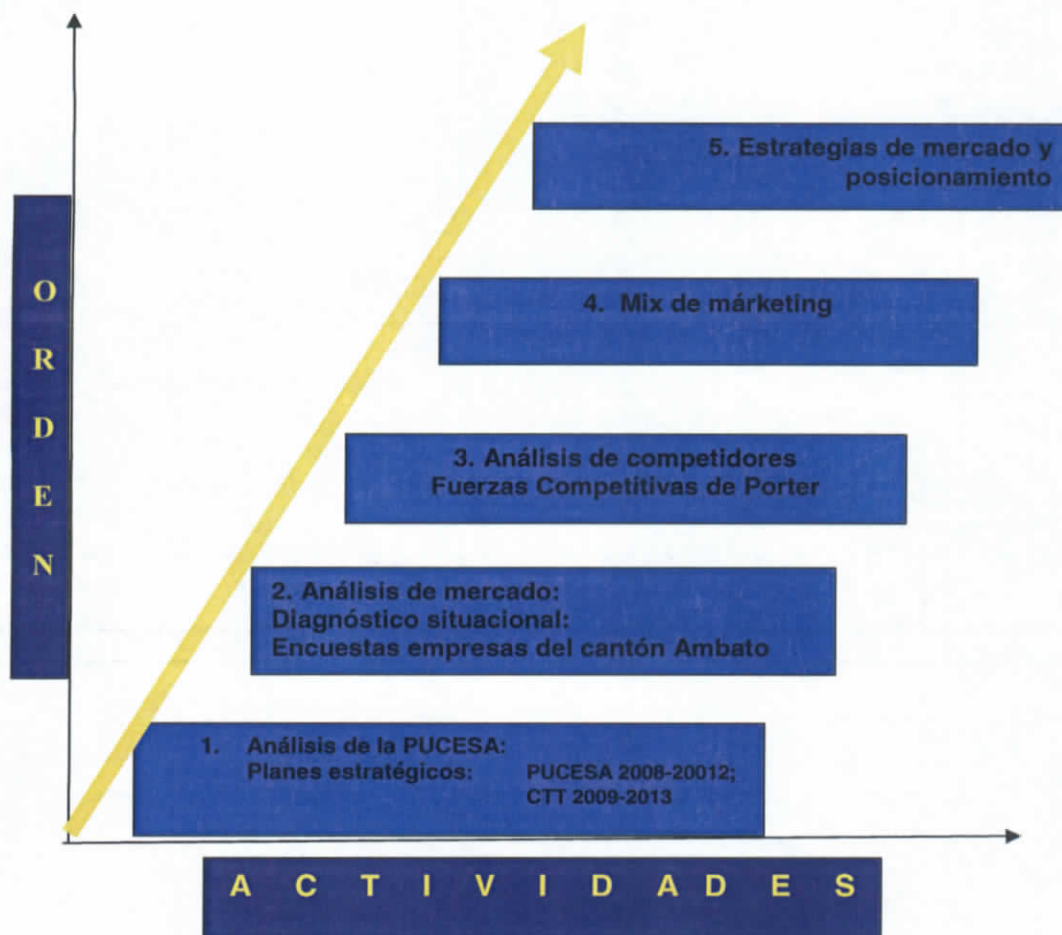 5. Estrategias de mercado y
posicionamiento
4. Mix de márketing
3. Análisis de competidores
Fuerzas Competitivas de Porter
2. Análisis de mercado:
Diagnóstico situacional:
Encuestas empresas del cantón Ambato
1. Análisis de la PUCESA:
Planes estratégicos: PUCESA 2008-20012;
CTT 2009-2013
ORDEN
ACTIVIDADES